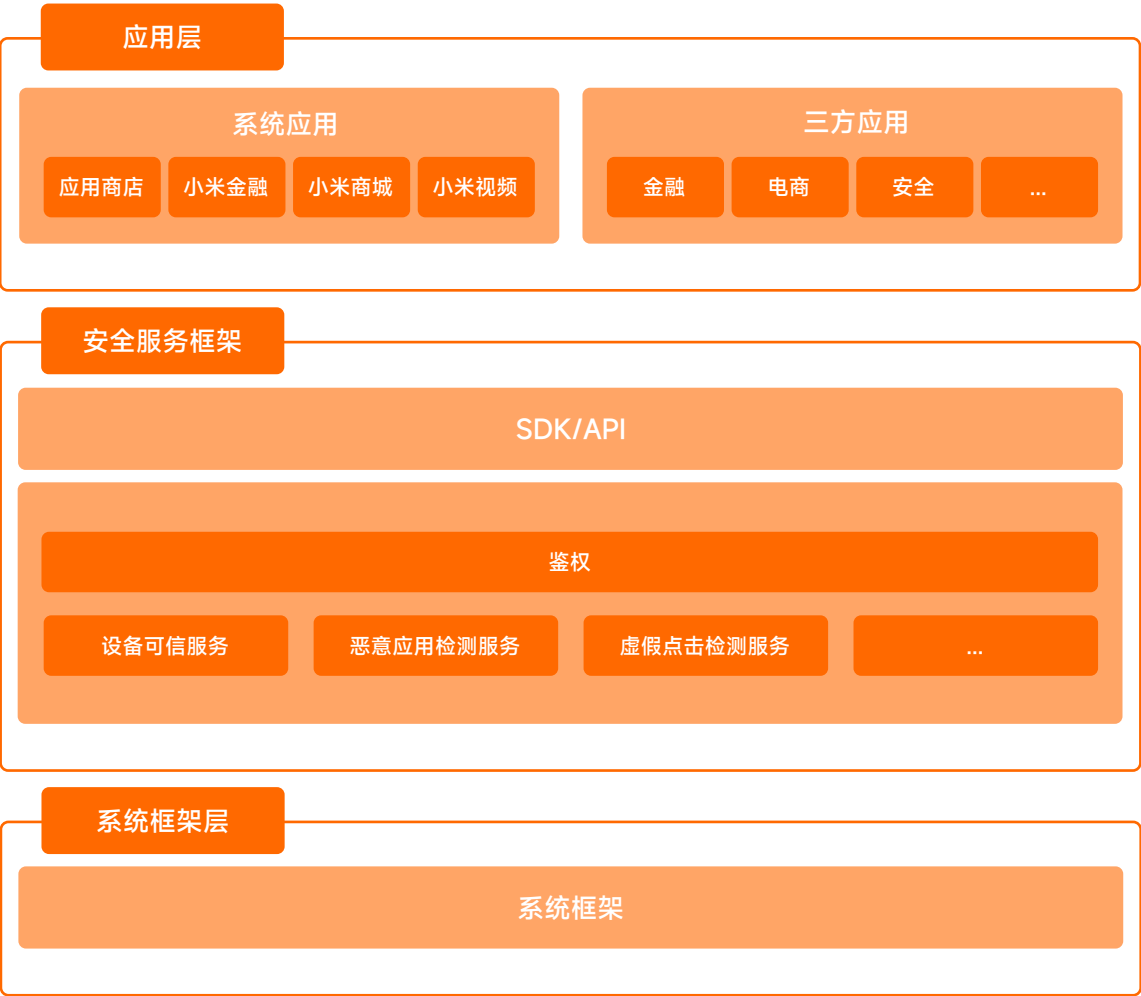 应用层
系统应用
应用商店
小米金融
小米商城
小米视频
三方应用
金融
电商
安全
...
安全服务框架
SDK/API
鉴权
设备可信服务
恶意应用检测服务
虚假点击检测服务
...
系统框架层
系统框架